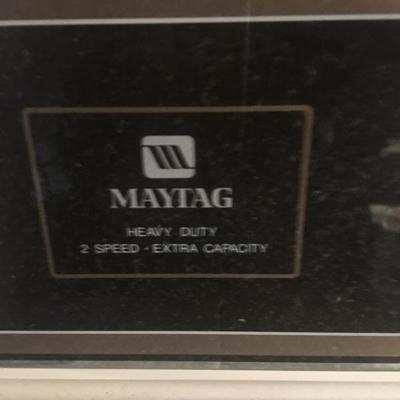 MAYTAG
HEAVY DUTY
2 SPEED - EXTRA CAPACITY